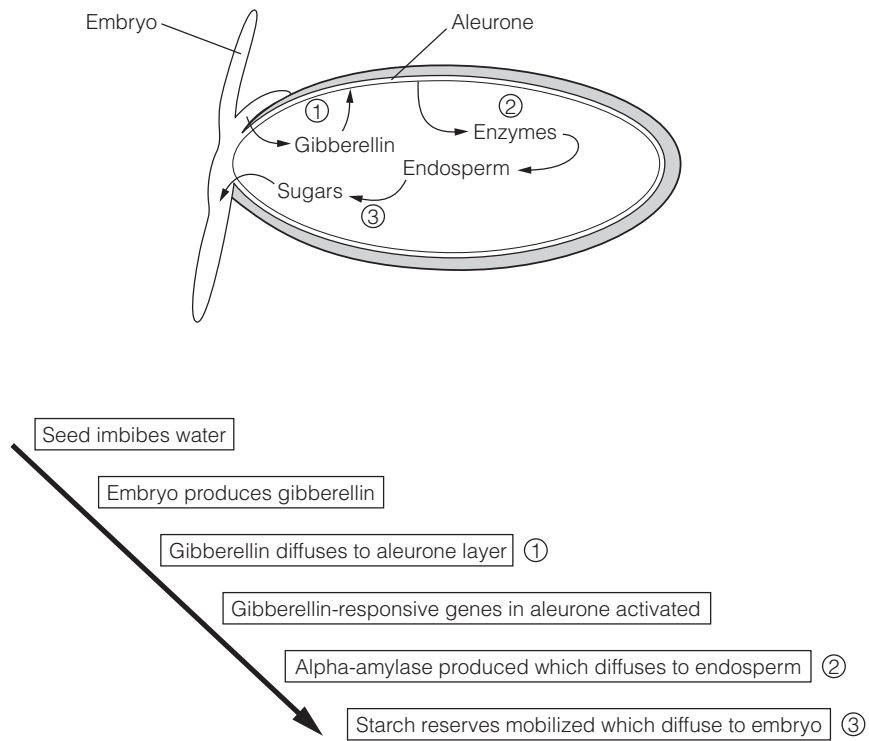 Embryo
Aleurone
①
②
Gibberellin
Enzymes
Endosperm
Sugars
③
Seed imbibes water
Embryo produces gibberellin
Gibberellin diffuses to aleurone layer ①
Gibberellin-responsive genes in aleurone activated
Alpha-amylase produced which diffuses to endosperm ②
Starch reserves mobilized which diffuse to embryo ③